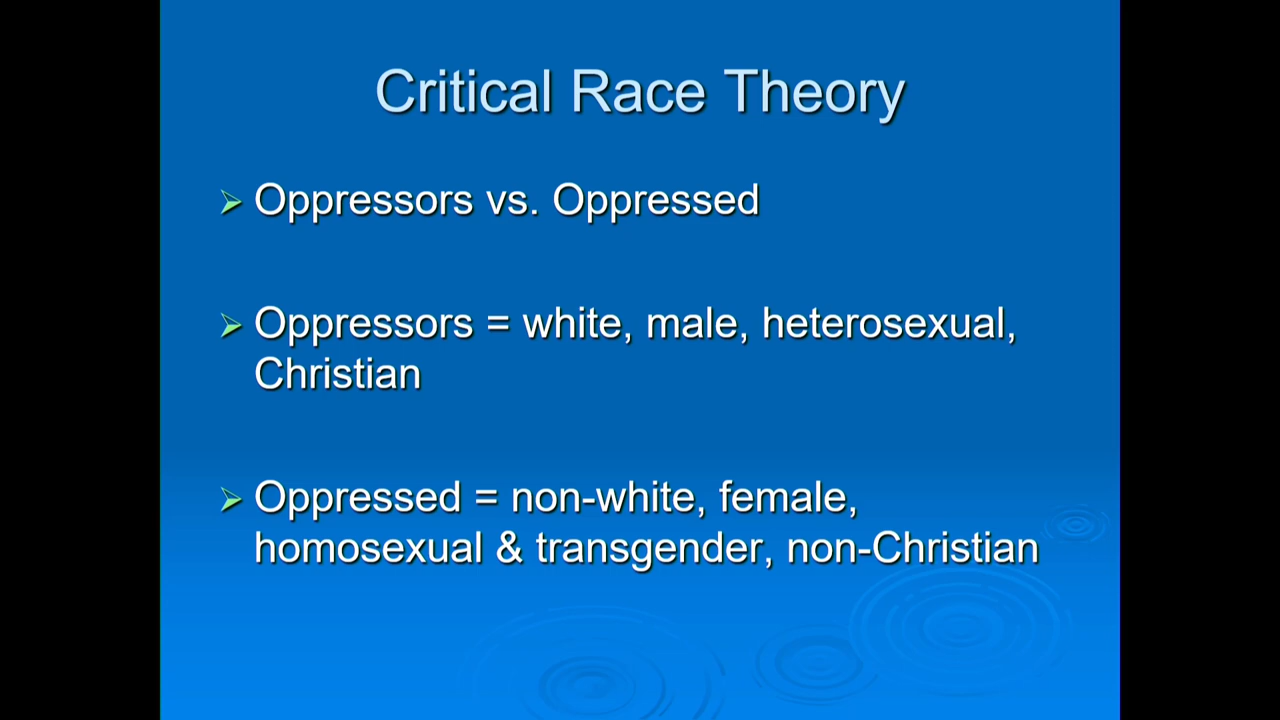 Critical Race Theory
Oppressors vs. Oppressed
Oppressors = white, male, heterosexual,
Christian
Oppressed = non-white, female,
homosexual & transgender, non-Christian